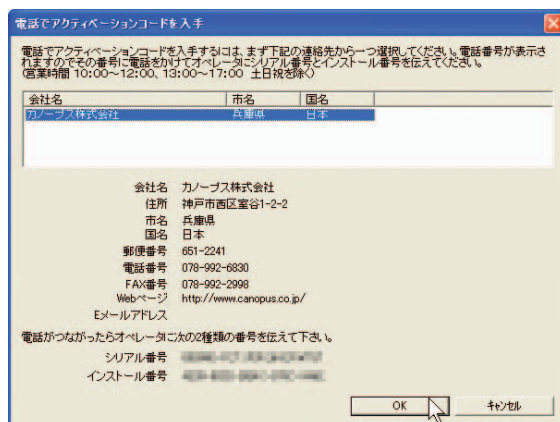 電話でアクティベーションコードを入手
電話でアクティベーションコードを入手するには、まず下記の連絡先から一つ選択してください。電話番号が表示さ
れますのでその番号に電話をかけてオペレータにシリアル番号とインストール番号を伝えてください。
(営業時間 10:00~12:00、13:00~17:00 土日祝を除く)
会社名 市名 国名
カノープス株式会社 兵庫県 日本
会社名 カノープス株式会社
住所 神戸市西区室谷1-2-2
市名 兵庫県
国名 日本
郵便番号 651-2241
電話番号 078-992-6830
FAX番号 078-992-2998
Webページ http://www.canopus.co.jp/
Eメールアドレス
電話がつながったらオペレータに次の2種類の番号を伝えて下さい。
シリアル番号
インストール番号
OK キャンセル